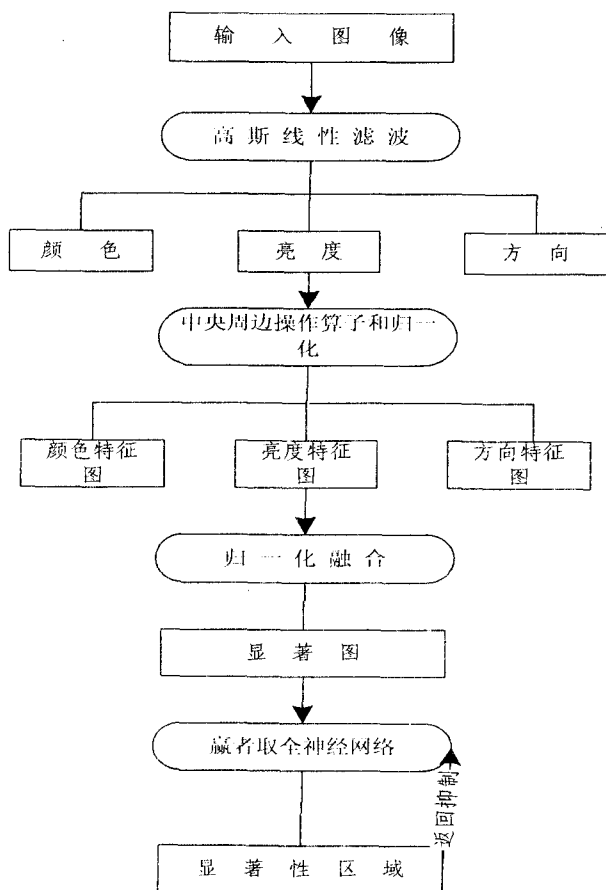 输入图像
高斯线性滤波
颜色
亮度
方向
中央周边操作算子和归一
化
颜色特征
图
亮度特征
图
方向特征
图
归一化融合
显著图
赢者取全神经网络
返回抑制
显著性区域